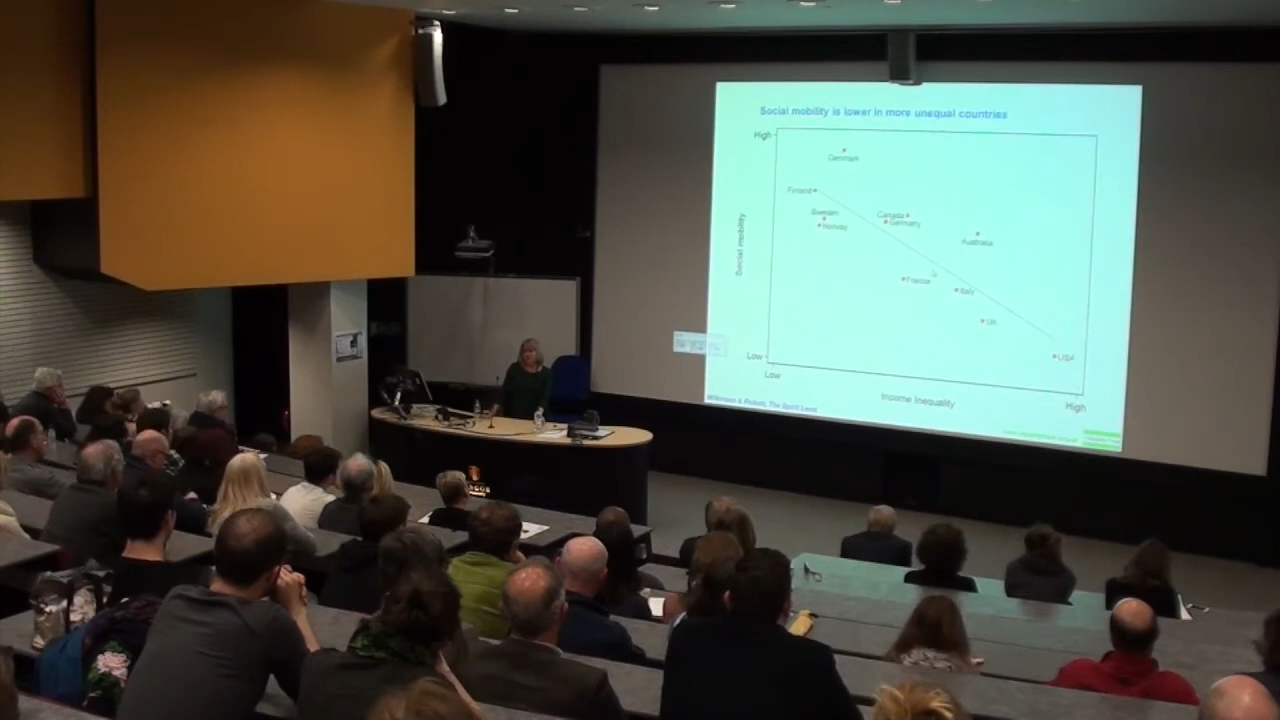 Social mobility is lower in more unequal countries
High
Denmark
Finland
Sweden
Canada
Germany
Norway
Australia
Social mobility
France
Italy
UK
Low
USA
Low
Income Inequality
High
Wilkinson & Pickett, The Spirit Level